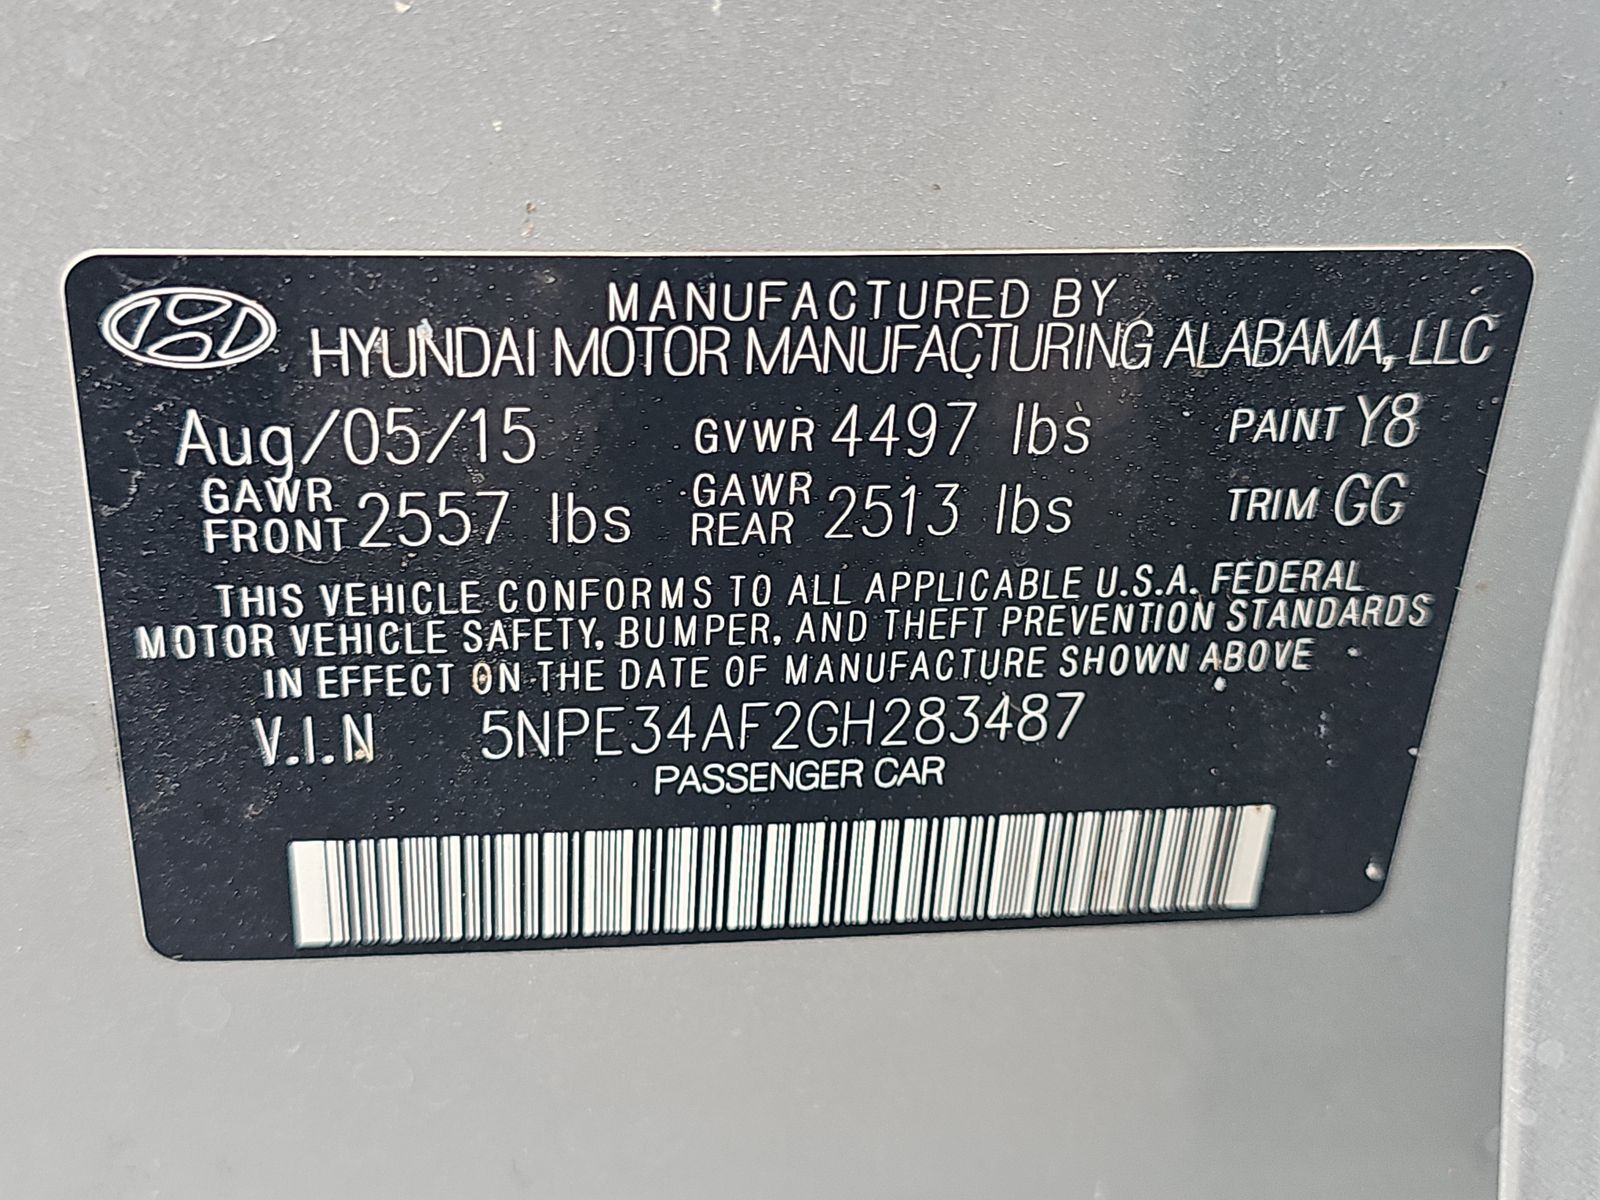 MANUFACTURED BY
HYUNDAI MOTOR MANUFACTURING ALABAMA, LLC
Aug/05/15 GVWR 4497 lbs PAINT Y8
GAWR FRONT 2557 lbs GAWR REAR 2513 lbs TRIM GG
THIS VEHICLE CONFORMS TO ALL APPLICABLE U.S.A. FEDERAL
MOTOR VEHICLE SAFETY, BUMPER, AND THEFT PREVENTION STANDARDS
IN EFFECT ON THE DATE OF MANUFACTURE SHOWN ABOVE
V.I.N 5NPE34AF2GH283487
PASSENGER CAR